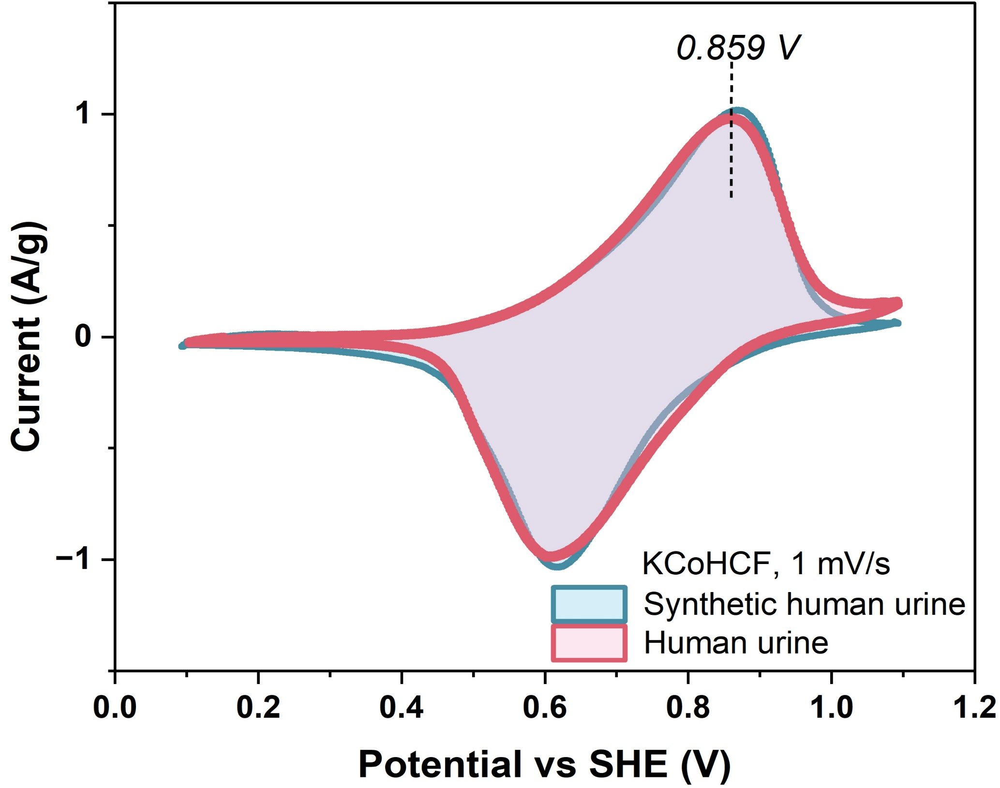 0.859 V
1
0
−1
Current (A/g)
KCoHCF, 1 mV/s
Synthetic human urine
Human urine
0.0 0.2 0.4 0.6 0.8 1.0 1.2
Potential vs SHE (V)